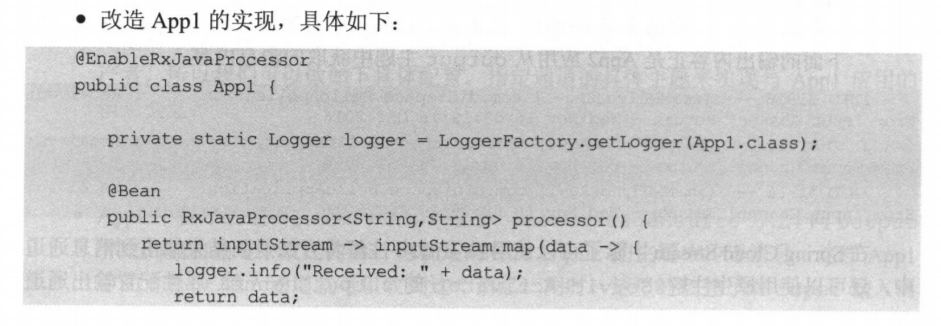 • 改造 App1 的实现，具体如下：
@EnableRxJavaProcessor
public class App1 {
private static Logger logger = LoggerFactory.getLogger(App1.class);
@Bean
public RxJavaProcessor<String,String> processor() {
return inputStream -> inputStream.map(data -> {
logger.info("Received: " + data);
return data;